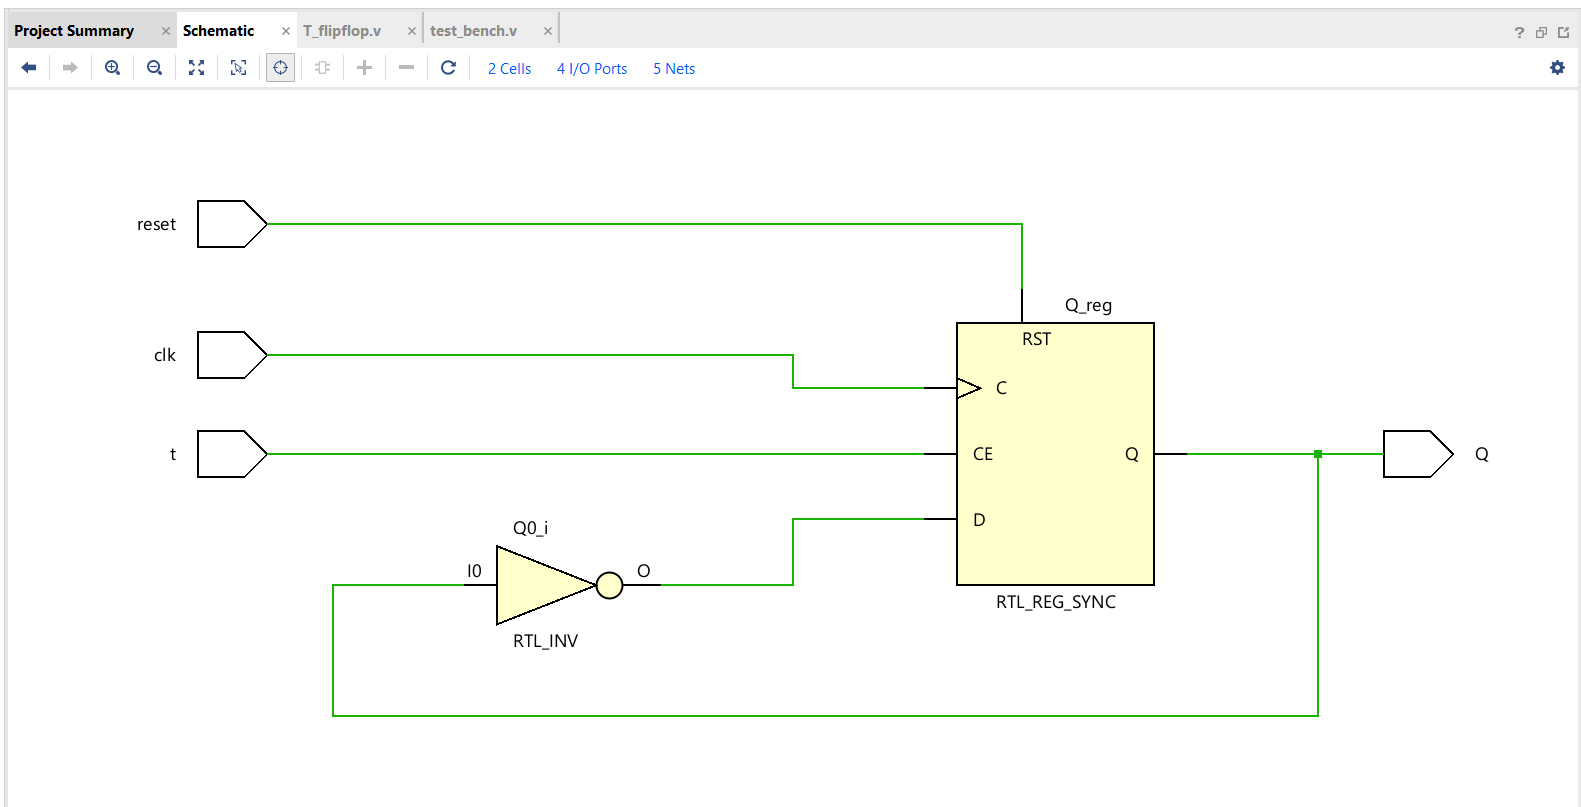 Project Summary × Schematic × T_flipflop.v × test_bench.v × ?
2 Cells 4 I/O Ports 5 Nets
reset
Q_reg
RST
clk
C
t
CE
Q
Q
D
Q0_i
I0
O
RTL_REG_SYNC
RTL_INV